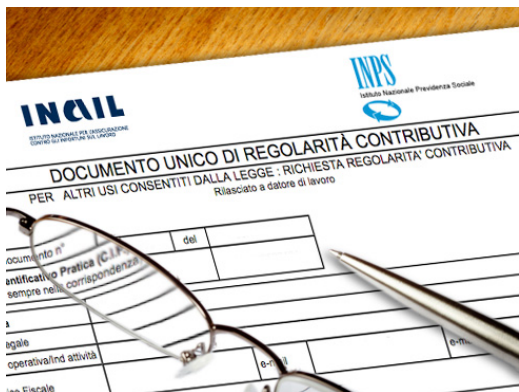 INAIL
ISTITUTO NAZIONALE PER L'ASSICURAZIONE
CONTRO GLI INFORTUNI SUL LAVORO
INPS
Istituto Nazionale Previdenza Sociale
DOCUMENTO UNICO DI REGOLARITÀ CONTRIBUTIVA
PER ALTRI USI CONSENTITI DALLA LEGGE : RICHIESTA REGOLARITA' CONTRIBUTIVA
Rilasciato a datore di lavoro
ocumento n° del
entificativo Pratica (C.I.P.
sempre nella corrispondenza
egale
operativa/Ind attività e-mail e-m
Fiscale